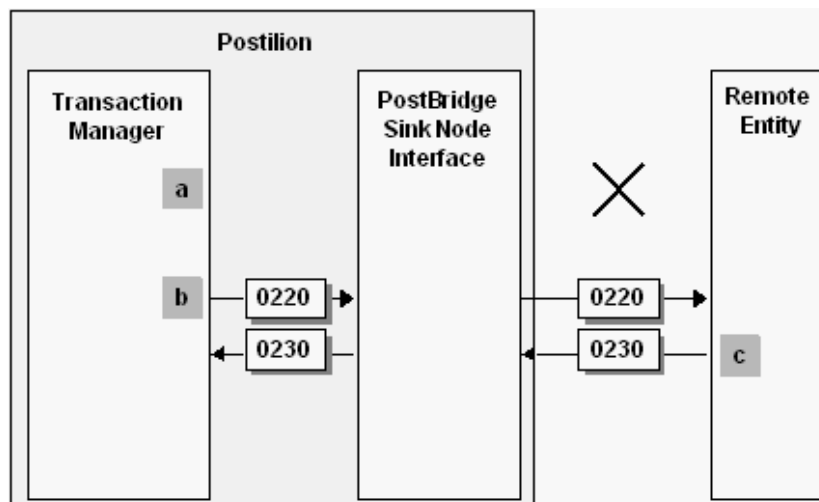 Postilion
Transaction
Manager
PostBridge
Sink Node
Interface
Remote
Entity
a
b
0220
0220
0230
0230
c